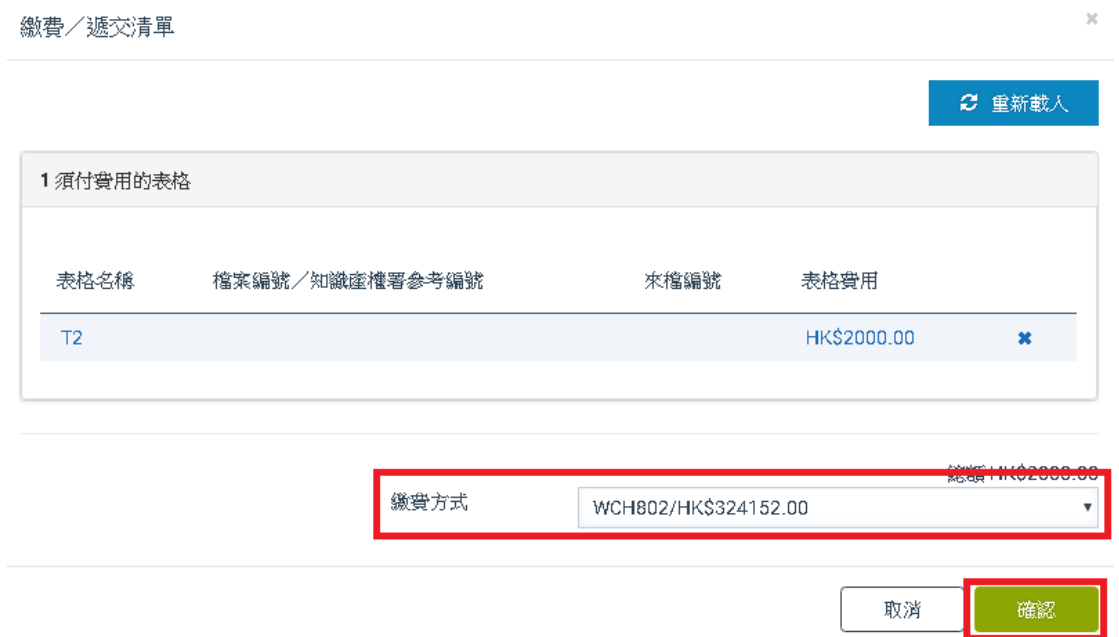 繳費／遞交清單
重新載入
1 須付費用的表格
表格名稱 檔案編號／知識產權署參考編號 來檔編號 表格費用
T2 HK$2000.00
總額 HK$2000.00
繳費方式 WCH802/HK$324152.00
取消 確認